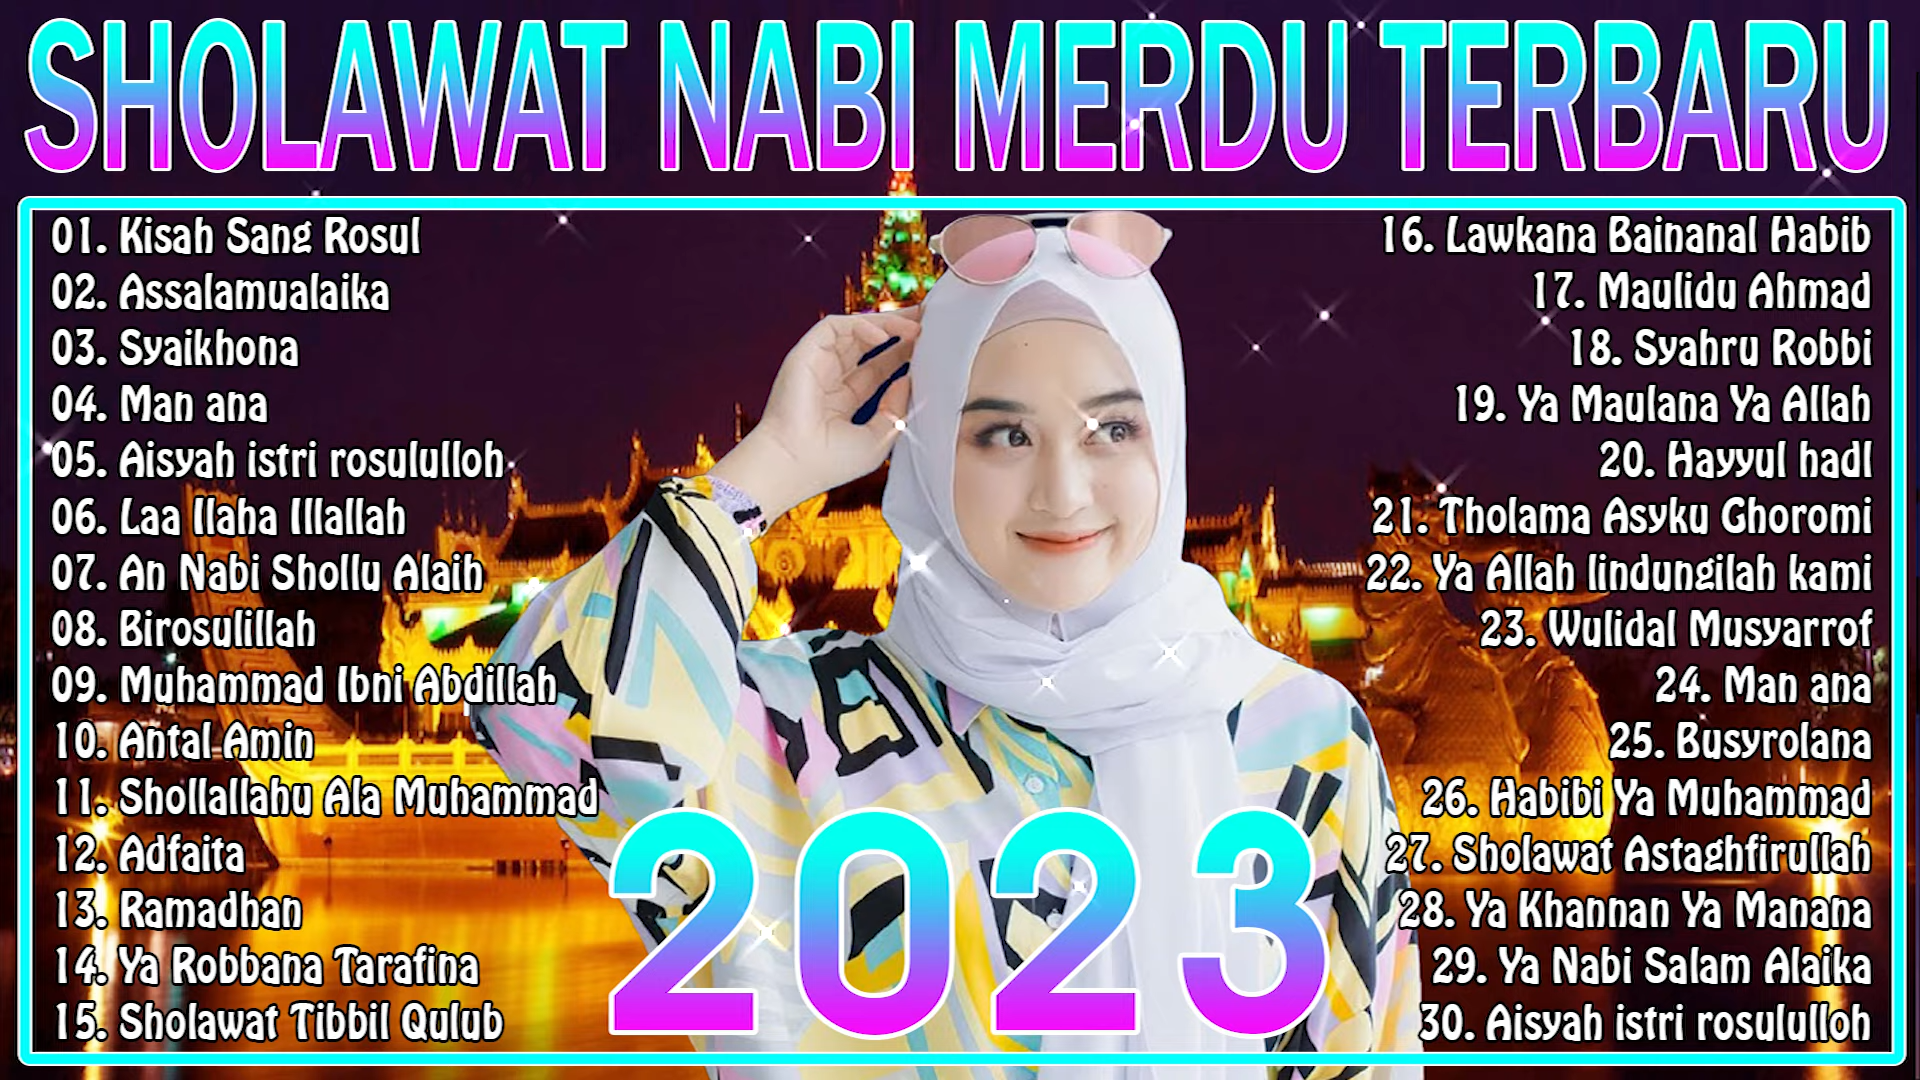 SHOLAWAT NABI MERDU TERBARU
01. Kisah Sang Rosul
02. Assalamualaika
03. Syaikhona
04. Man ana
05. Aisyah istri rosululloh
06. Laa Ilaha Illallah
07. An Nabi Shollu Alaih
08. Birosulillah
09. Muhammad Ibni Abdillah
10. Antal Amin
11. Shollallahu Ala Muhammad
12. Adfaita
13. Ramadhan
14. Ya Robbana Tarafina
15. Sholawat Tibbil Qulub
16. Lawkana Bainanal Habib
17. Maulidu Ahmad
18. Syahru Robbi
19. Ya Maulana Ya Allah
20. Hayyul hadI
21. Tholama Asyku Ghoromi
22. Ya Allah lindungilah kami
23. Wulidal Musyarrof
24. Man ana
25. Busyrolana
26. Habibi Ya Muhammad
27. Sholawat Astaghfirullah
28. Ya Khannan Ya Manana
29. Ya Nabi Salam Alaika
30. Aisyah istri rosululloh
2023